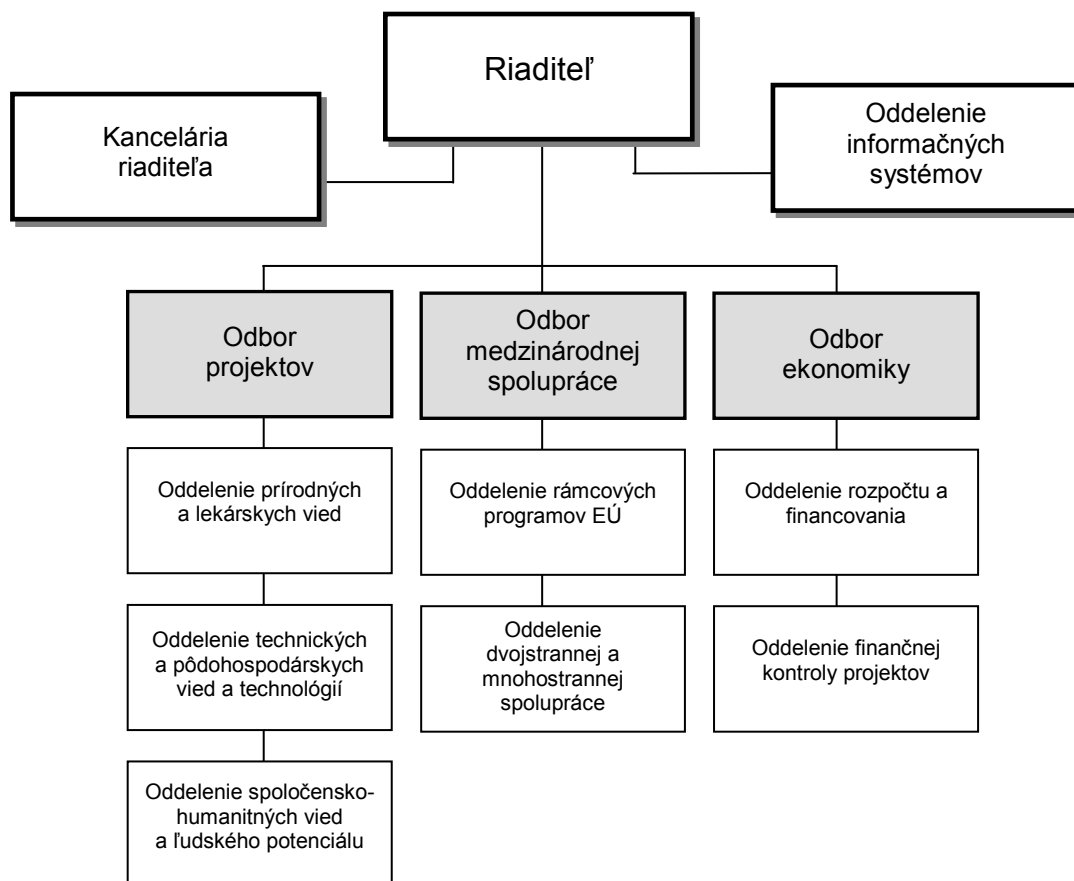 Riaditeľ
Kancelária
riaditeľa
Oddelenie
informačných
systémov
Odbor
projektov
Odbor
medzinárodnej
spolupráce
Odbor
ekonomiky
Oddelenie prírodných
a lekárskych vied
Oddelenie rámcových
programov EÚ
Oddelenie rozpočtu a
financovania
Oddelenie technických
a pôdohospodárskych
vied a technológií
Oddelenie
dvojstrannej a
mnohostrannej
spolupráce
Oddelenie finančnej
kontroly projektov
Oddelenie spoločensko-
humanitných vied
a ľudského potenciálu